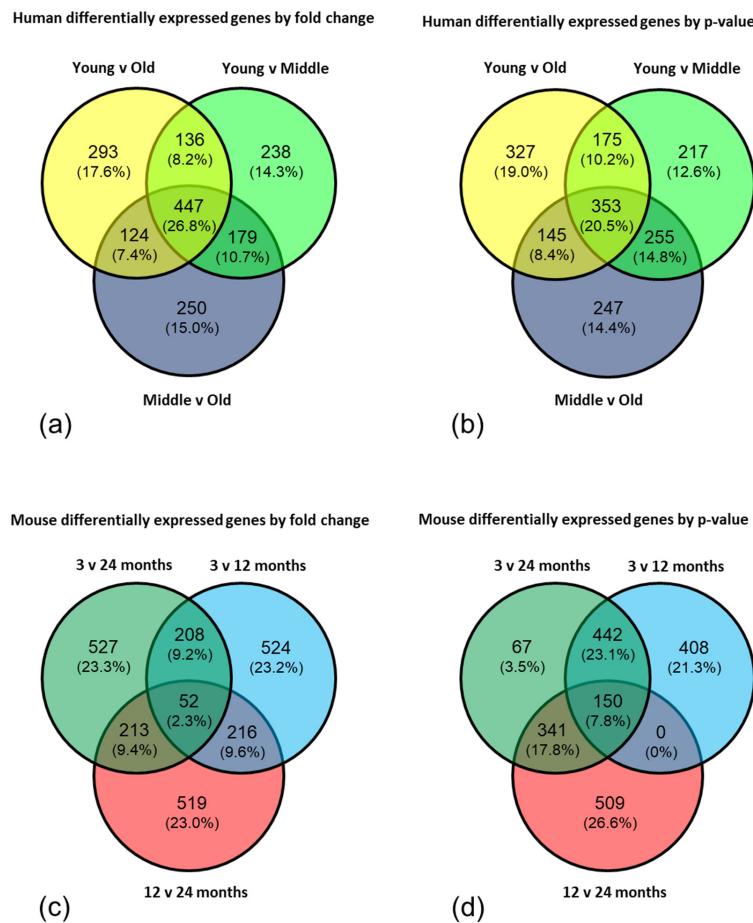 Human differentially expressed genes by fold change
Young v Old
Young v Middle
293
(17.6%)
136
(8.2%)
238
(14.3%)
447
(26.8%)
124
(7.4%)
179
(10.7%)
250
(15.0%)
Middle v Old
(a)
Human differentially expressed genes by p-value
Young v Old
Young v Middle
327
(19.0%)
175
(10.2%)
217
(12.6%)
353
(20.5%)
145
(8.4%)
255
(14.8%)
247
(14.4%)
Middle v Old
(b)
Mouse differentially expressed genes by fold change
3 v 24 months
3 v 12 months
527
(23.3%)
208
(9.2%)
524
(23.2%)
52
(2.3%)
213
(9.4%)
216
(9.6%)
519
(23.0%)
12 v 24 months
(c)
Mouse differentially expressed genes by p-value
3 v 24 months
3 v 12 months
67
(3.5%)
442
(23.1%)
408
(21.3%)
150
(7.8%)
341
(17.8%)
0
(0%)
509
(26.6%)
12 v 24 months
(d)